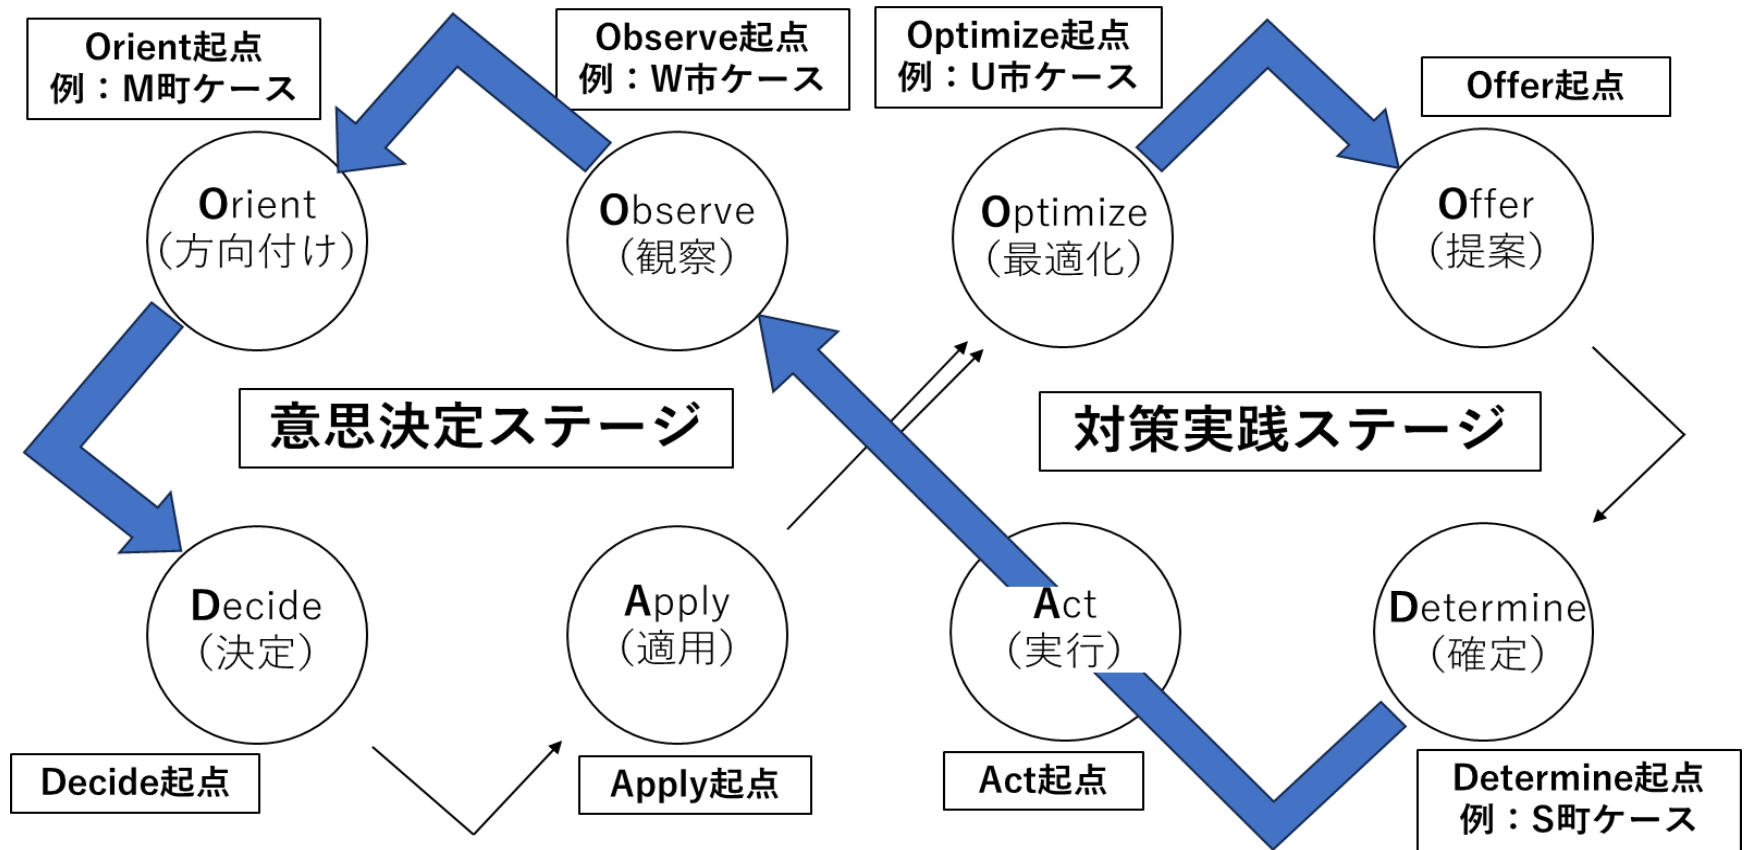 Orient起点
例：M町ケース
Observe起点
例：W市ケース
Optimize起点
例：U市ケース
Offer起点
Orient
（方向付け）
Observe
（観察）
Optimize
（最適化）
Offer
（提案）
意思決定ステージ
対策実践ステージ
Decide
（決定）
Apply
（適用）
Act
（実行）
Determine
（確定）
Decide起点
Apply起点
Act起点
Determine起点
例：S町ケース